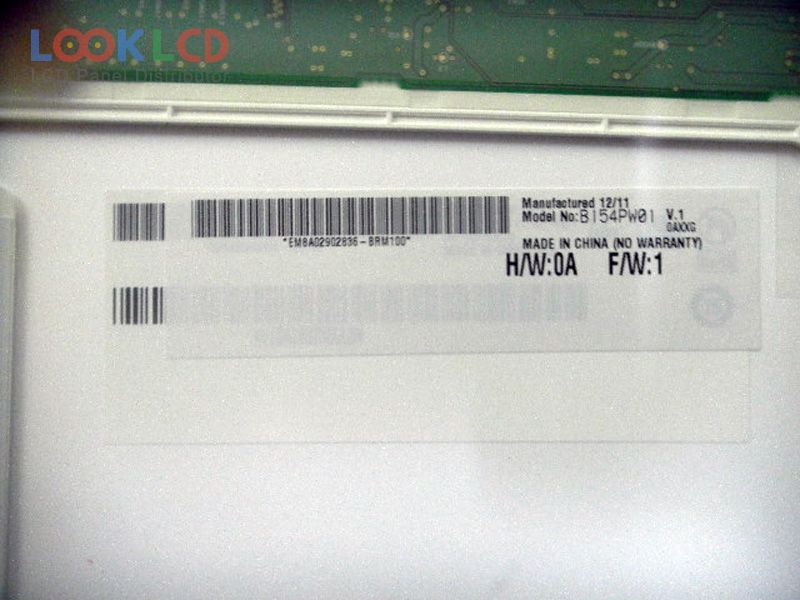 LOOK LCD
LCD Panel Distributor
Manufactured 12/11
Model No:B154PW01 V.1
0AXXG
*EM8A02902836-BRM100*
MADE IN CHINA (NO WARRANTY)
H/W:0A F/W:1